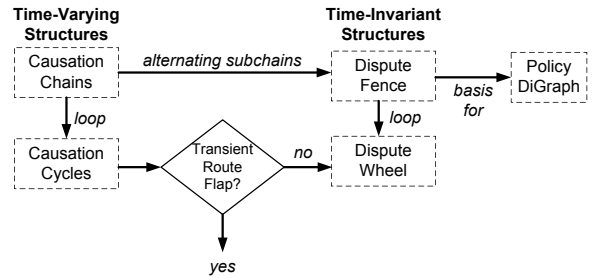 Time-Varying
Structures
Time-Invariant
Structures
Causation
Chains
alternating subchains
Dispute
Fence
basis
for
Policy
DiGraph
loop
loop
Causation
Cycles
Transient
Route
Flap?
no
Dispute
Wheel
yes